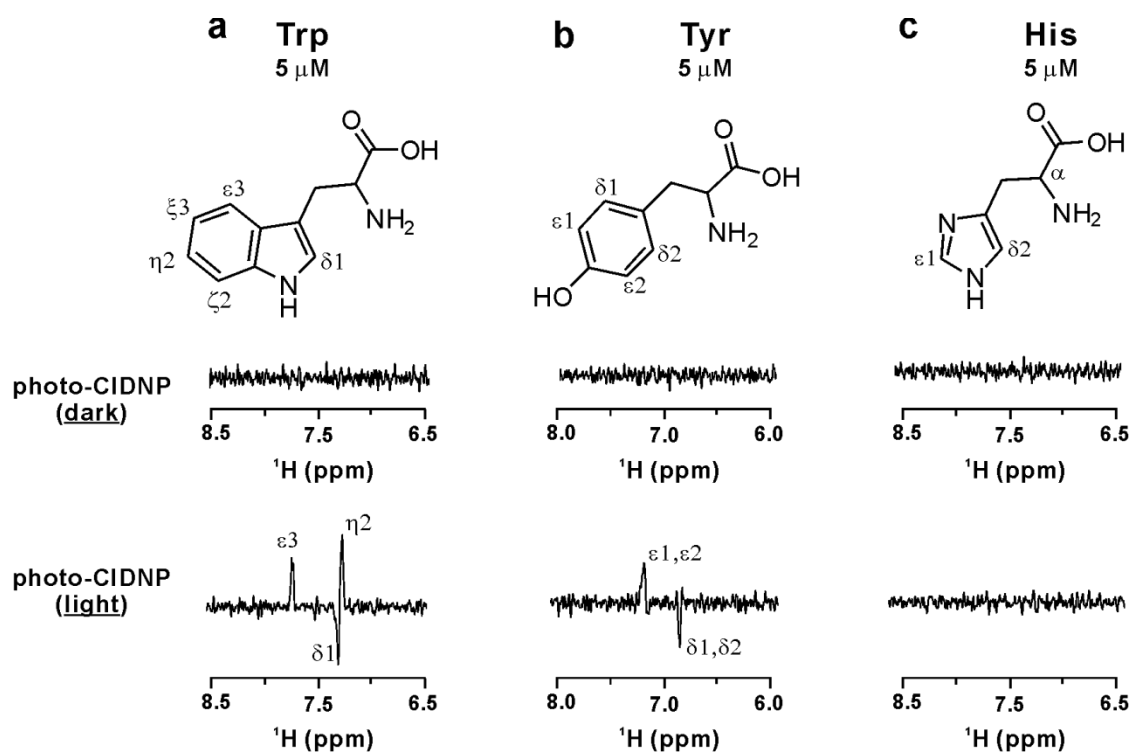 a Trp
5 μM
b Tyr
5 μM
c His
5 μM
O
OH
NH2
ε3
ξ3
η2
ζ2
δ1
N
H
O
OH
NH2
δ1
ε1
δ2
ε2
HO
O
OH
α
NH2
N
ε1
δ2
N
H
photo-CIDNP
(dark)
8.5 7.5 6.5
¹H (ppm)
8.0 7.0 6.0
¹H (ppm)
8.5 7.5 6.5
¹H (ppm)
photo-CIDNP
(light)
ε3
η2
δ1
8.5 7.5 6.5
¹H (ppm)
ε1,ε2
δ1,δ2
8.0 7.0 6.0
¹H (ppm)
8.5 7.5 6.5
¹H (ppm)